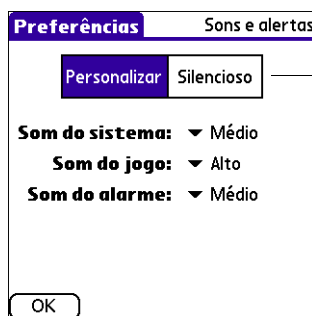 Preferências Sons e alertas
Personalizar Silencioso
Som do sistema: Médio
Som do jogo: Alto
Som do alarme: Médio
OK